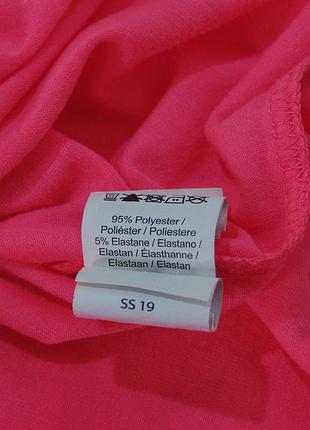 95% Polyester /
Poliéster / Poliestere
5% Elastane / Elastano /
Elastan / Élasthanne /
Elastaan / Elastan
SS 19